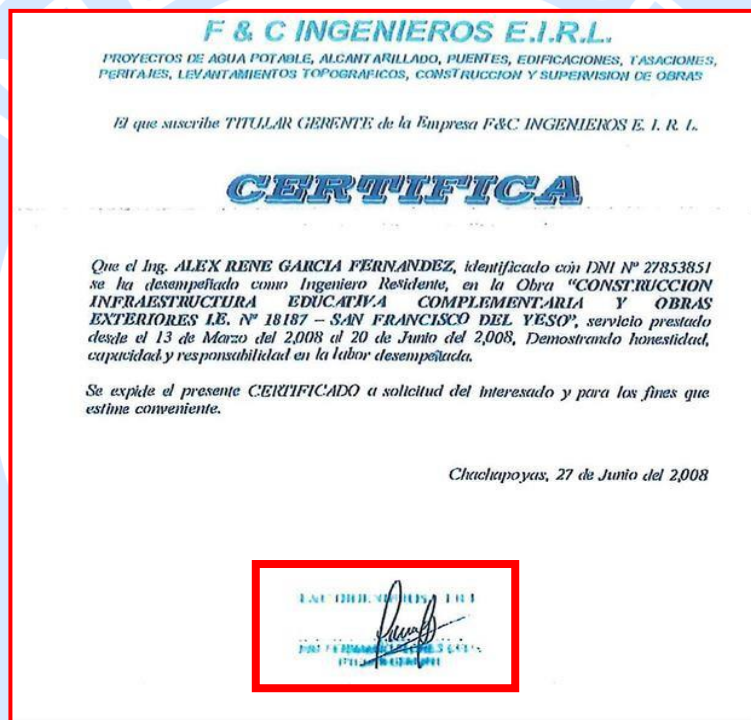 F & C INGENIEROS E.I.R.L.
PROYECTOS DE AGUA POTABLE, ALCANTARILLADO, PUENTES, EDIFICACIONES, TASACIONES,
PERITAJES, LEVANTAMIENTOS TOPOGRAFICOS, CONSTRUCCION Y SUPERVISION DE OBRAS
El que suscribe TITULAR GERENTE de la Empresa F&C INGENIEROS E. I. R. L.
CERTIFICA
Que el Ing. ALEX RENE GARCIA FERNANDEZ, identificado con DNI Nº 27853851
se ha desempeñado como Ingeniero Residente, en la Obra “CONSTRUCCION
INFRAESTRUCTURA EDUCATIVA COMPLEMENTARIA Y OBRAS
EXTERIORES I.E. Nº 18187 – SAN FRANCISCO DEL YESO”, servicio prestado
desde el 13 de Marzo del 2,008 al 20 de Junio del 2,008, Demostrando honestidad,
capacidad y responsabilidad en la labor desempeñada.
Se expide el presente CERTIFICADO a solicitud del interesado y para los fines que
estime conveniente.
Chachapoyas, 27 de Junio del 2,008